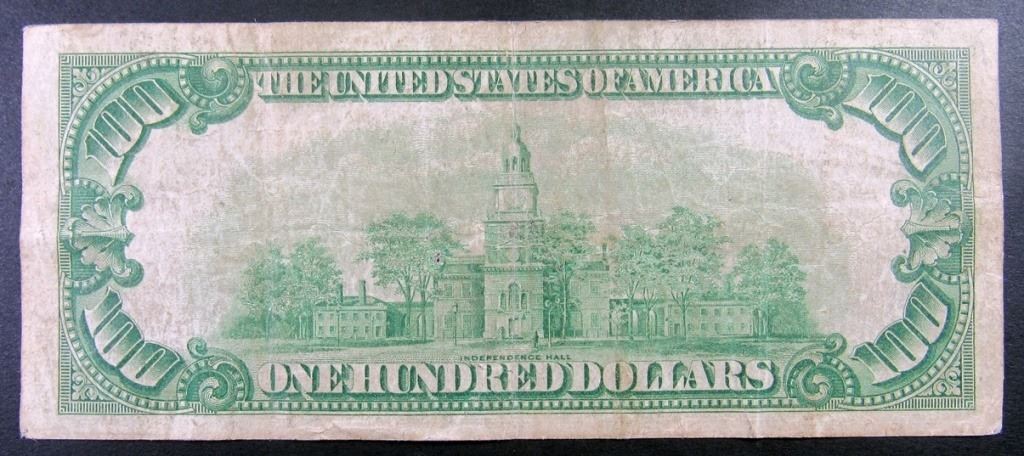 100 THE UNITED STATES OF AMERICA 100
INDEPENDENCE HALL
100 ONE HUNDRED DOLLARS 100